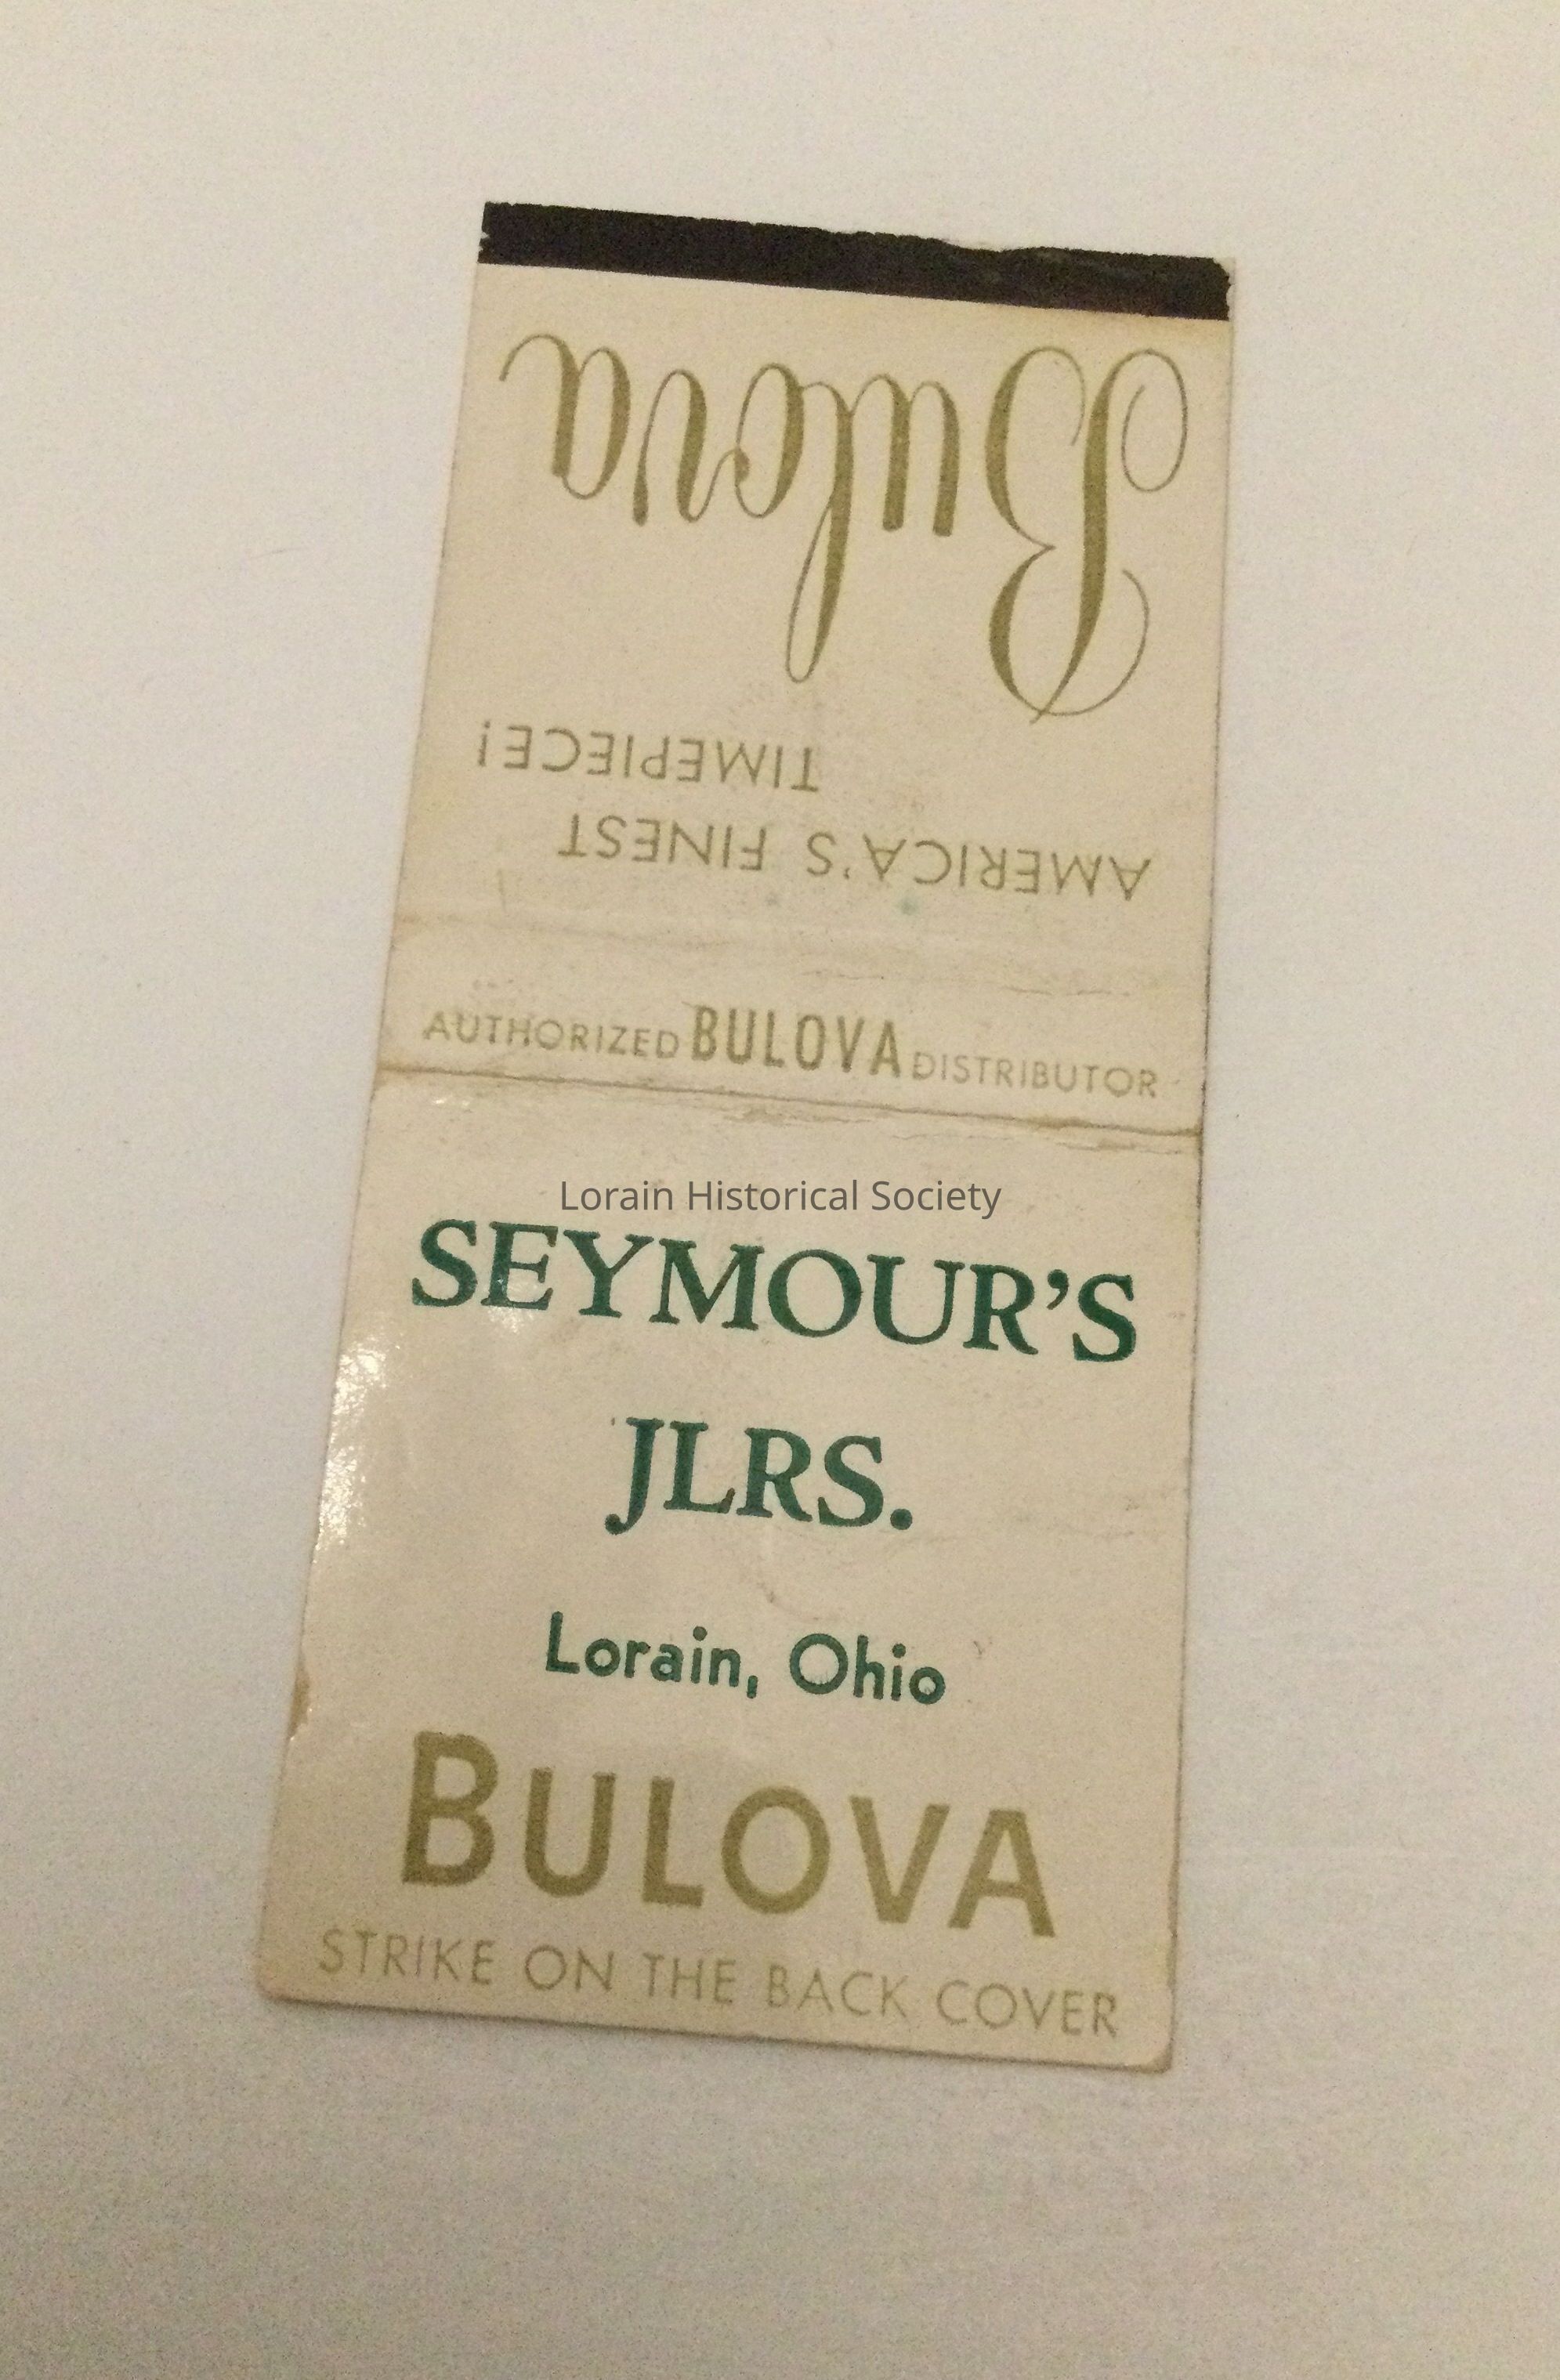 Bulova
TIMEPIECE!
AMERICA'S FINEST
AUTHORIZED BULOVA DISTRIBUTOR
Lorain Historical Society
SEYMOUR'S
JLRS.
Lorain, Ohio
BULOVA
STRIKE ON THE BACK COVER